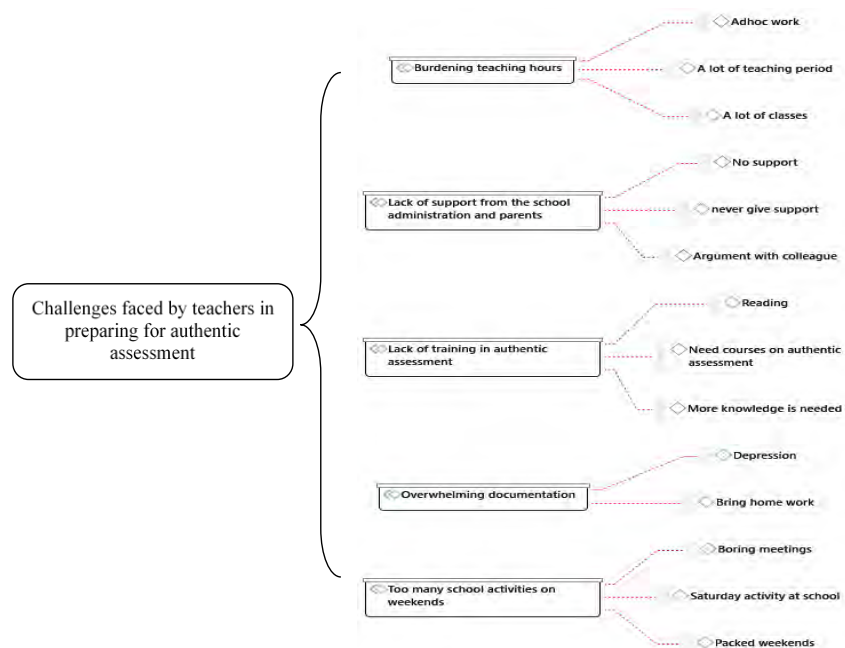 Challenges faced by teachers in
preparing for authentic
assessment
Burdening teaching hours
Adhoc work
A lot of teaching period
A lot of classes
Lack of support from the school
administration and parents
No support
never give support
Argument with colleague
Lack of training in authentic
assessment
Reading
Need courses on authentic
assessment
More knowledge is needed
Overwhelming documentation
Depression
Bring home work
Too many school activities on
weekends
Boring meetings
Saturday activity at school
Packed weekends